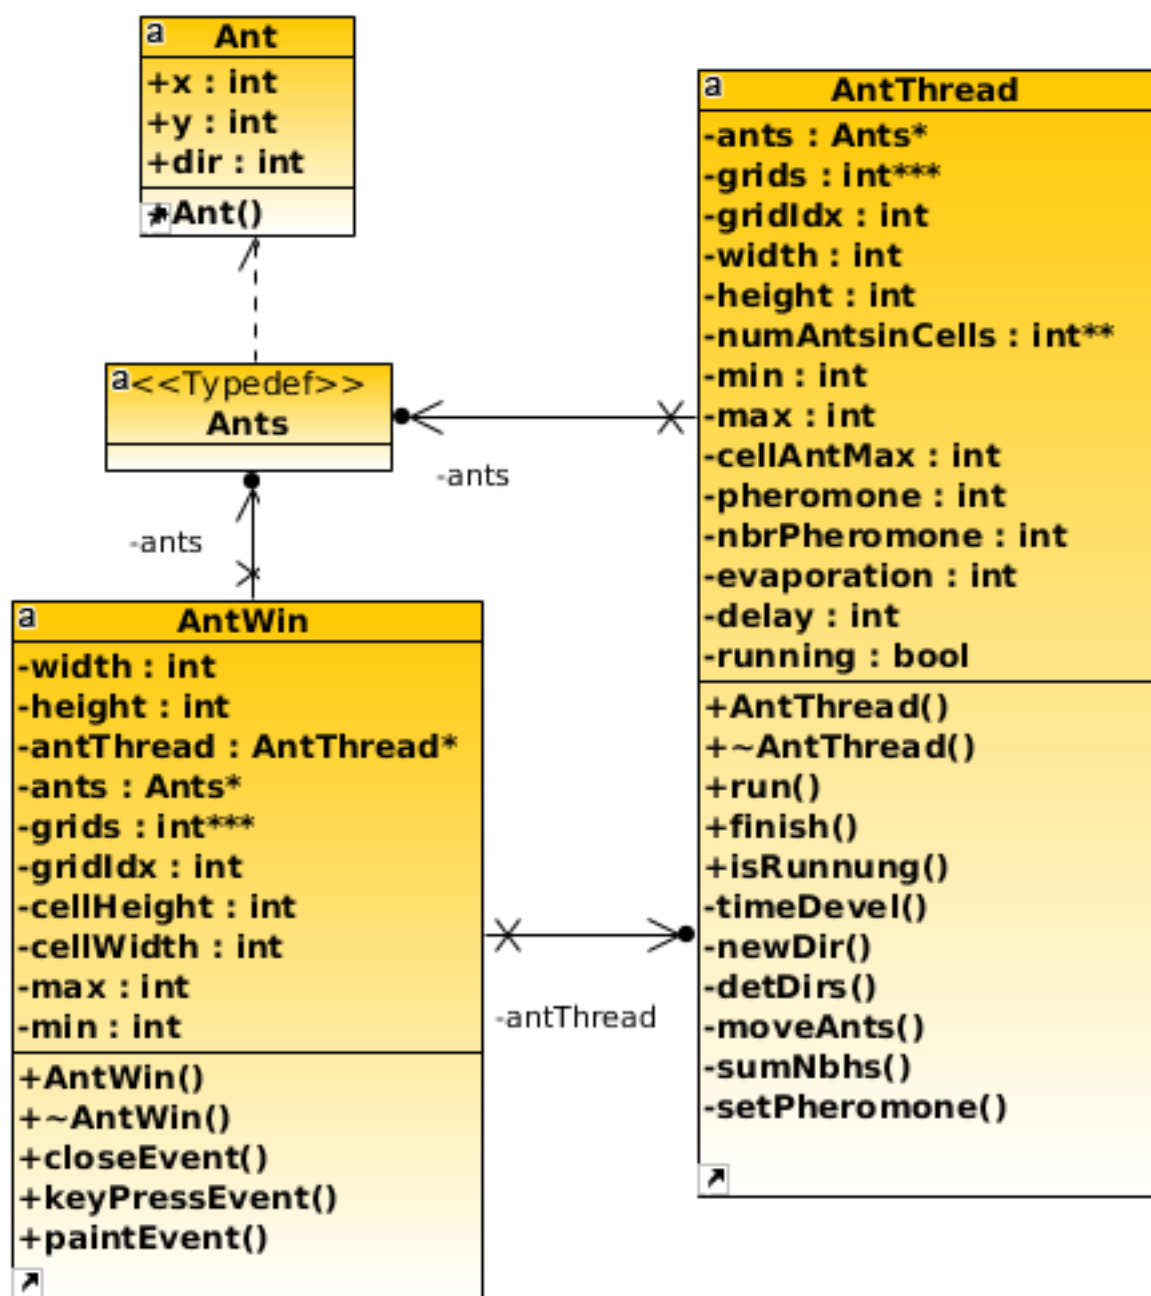 a
Ant
+x : int
+y : int
+dir : int
+Ant()
a<<Typedef>>
Ants
-ants
-ants
a
AntThread
-ants : Ants*
-grids : int***
-gridIdx : int
-width : int
-height : int
-numAntsinCells : int**
-min : int
-max : int
-cellAntMax : int
-pheromone : int
-nbrPheromone : int
-evaporation : int
-delay : int
-running : bool
+AntThread()
+~AntThread()
+run()
+finish()
+isRunnung()
-timeDevel()
-newDir()
-detDirs()
-moveAnts()
-sumNbhs()
-setPheromone()
a
AntWin
-width : int
-height : int
-antThread : AntThread*
-ants : Ants*
-grids : int***
-gridIdx : int
-cellHeight : int
-cellWidth : int
-max : int
-min : int
+AntWin()
+~AntWin()
+closeEvent()
+keyPressEvent()
+paintEvent()
-antThread